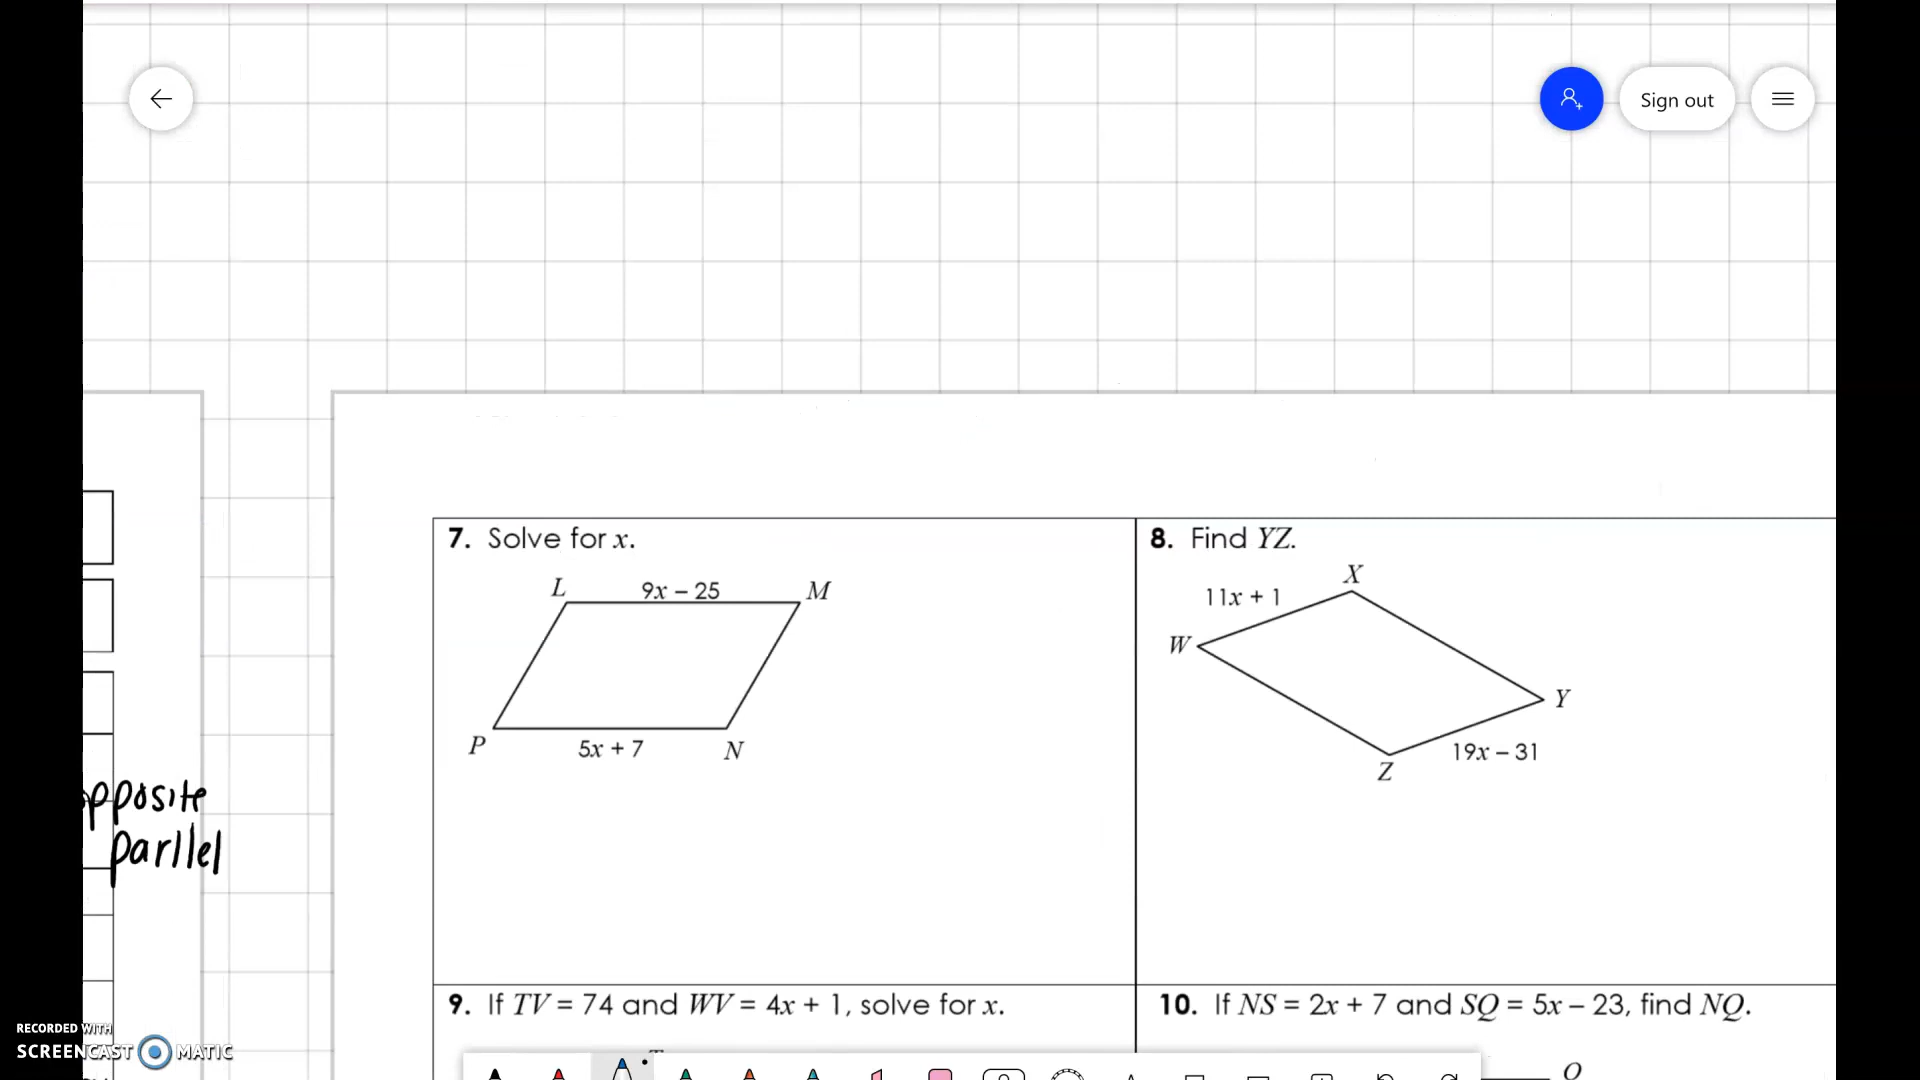 Sign out
7. Solve for x.
L
9x – 25
M
P
5x + 7
N
8. Find YZ.
X
11x + 1
W
Y
19x – 31
Z
opposite
parllel
9. If TV = 74 and WV = 4x + 1, solve for x.
10. If NS = 2x + 7 and SQ = 5x – 23, find NQ.
RECORDED WITH
SCREENCAST MATIC